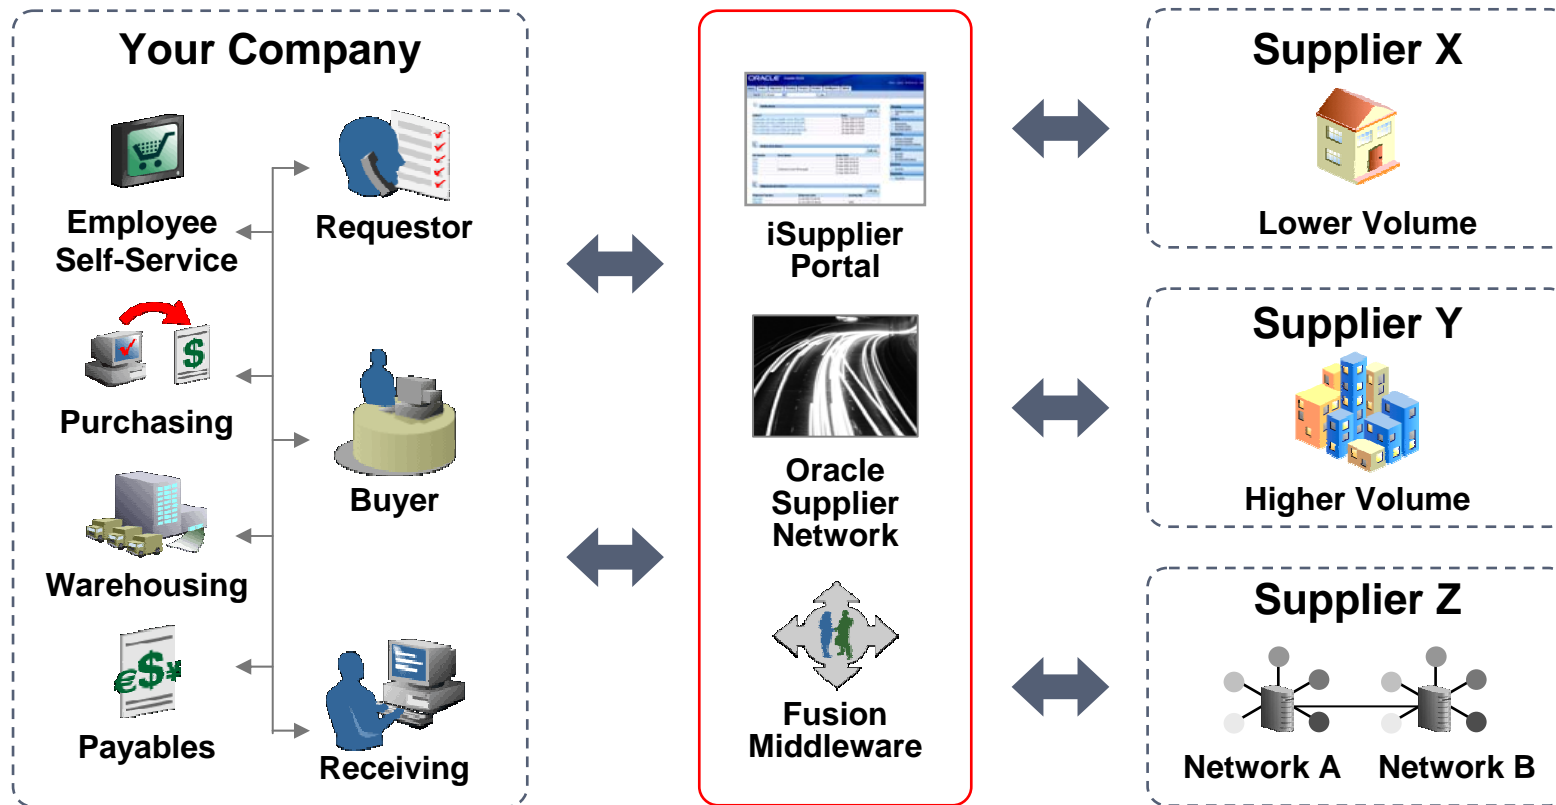 Your Company
Employee
Self-Service
Requestor
Purchasing
Buyer
Warehousing
Payables
Receiving
ORACLE
iSupplier
Portal
Oracle
Supplier
Network
Fusion
Middleware
Supplier X
Lower Volume
Supplier Y
Higher Volume
Supplier Z
Network A
Network B